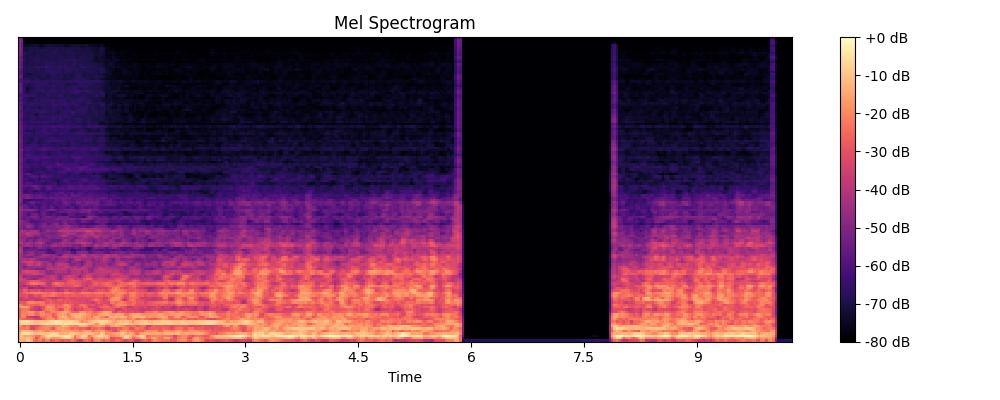 Mel Spectrogram
+0 dB
-10 dB
-20 dB
-30 dB
-40 dB
-50 dB
-60 dB
-70 dB
-80 dB
0 1.5 3 4.5 6 7.5 9
Time